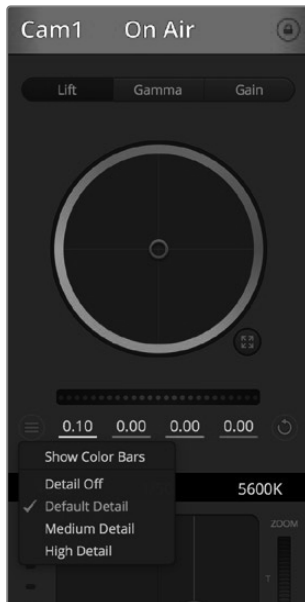 Cam1 On Air
Lift Gamma Gain
0.10 0.00 0.00 0.00
Show Color Bars
Detail Off
5600K
Default Detail
Medium Detail
ZOOM
High Detail
T